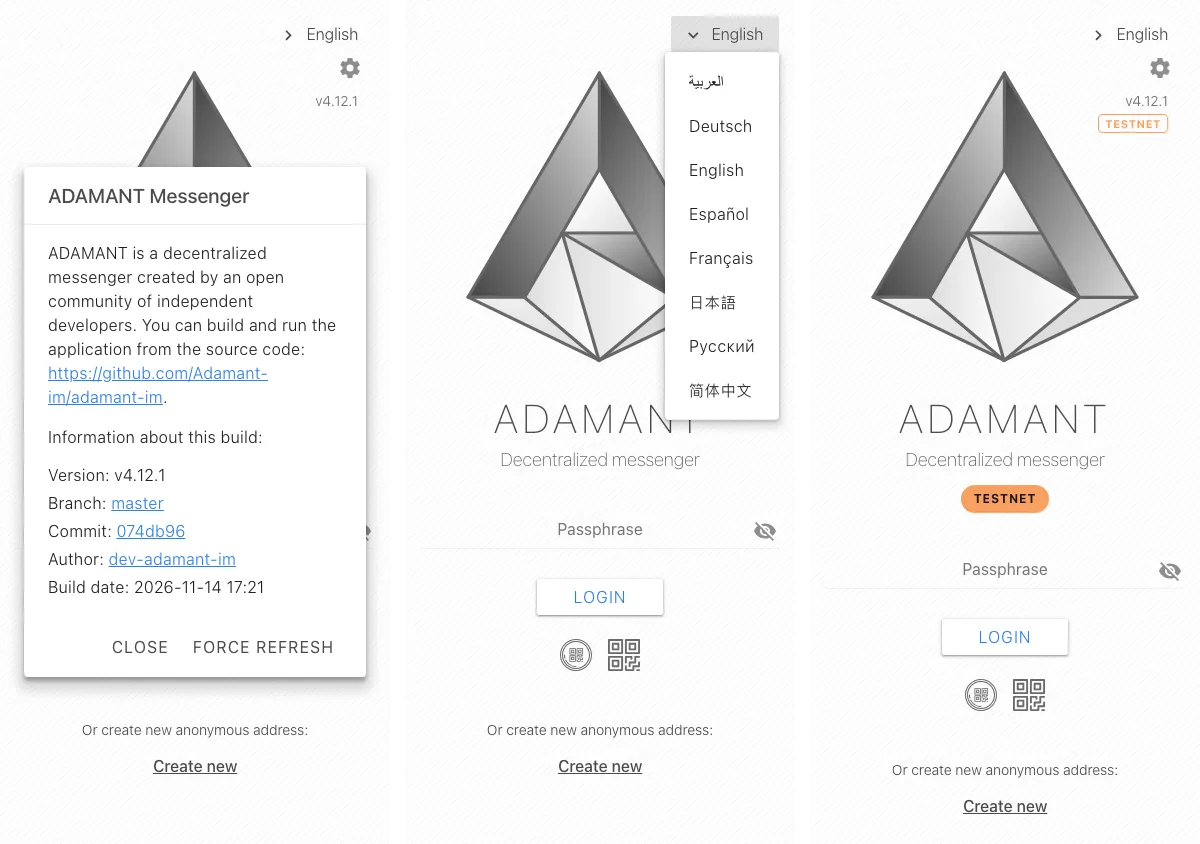 English
v4.12.1
ADAMANT Messenger
ADAMANT is a decentralized
messenger created by an open
community of independent
developers. You can build and run the
application from the source code:
https://github.com/Adamant-
im/adamant-im.
Information about this build:
Version: v4.12.1
Branch: master
Commit: 074db96
Author: dev-adamant-im
Build date: 2026-11-14 17:21
CLOSE FORCE REFRESH
Or create new anonymous address:
Create new
English
العربية
Deutsch
English
Español
Français
日本語
Русский
简体中文
ADAMANT
Decentralized messenger
Passphrase
LOGIN
Or create new anonymous address:
Create new
English
v4.12.1
TESTNET
ADAMANT
Decentralized messenger
TESTNET
Passphrase
LOGIN
Or create new anonymous address:
Create new